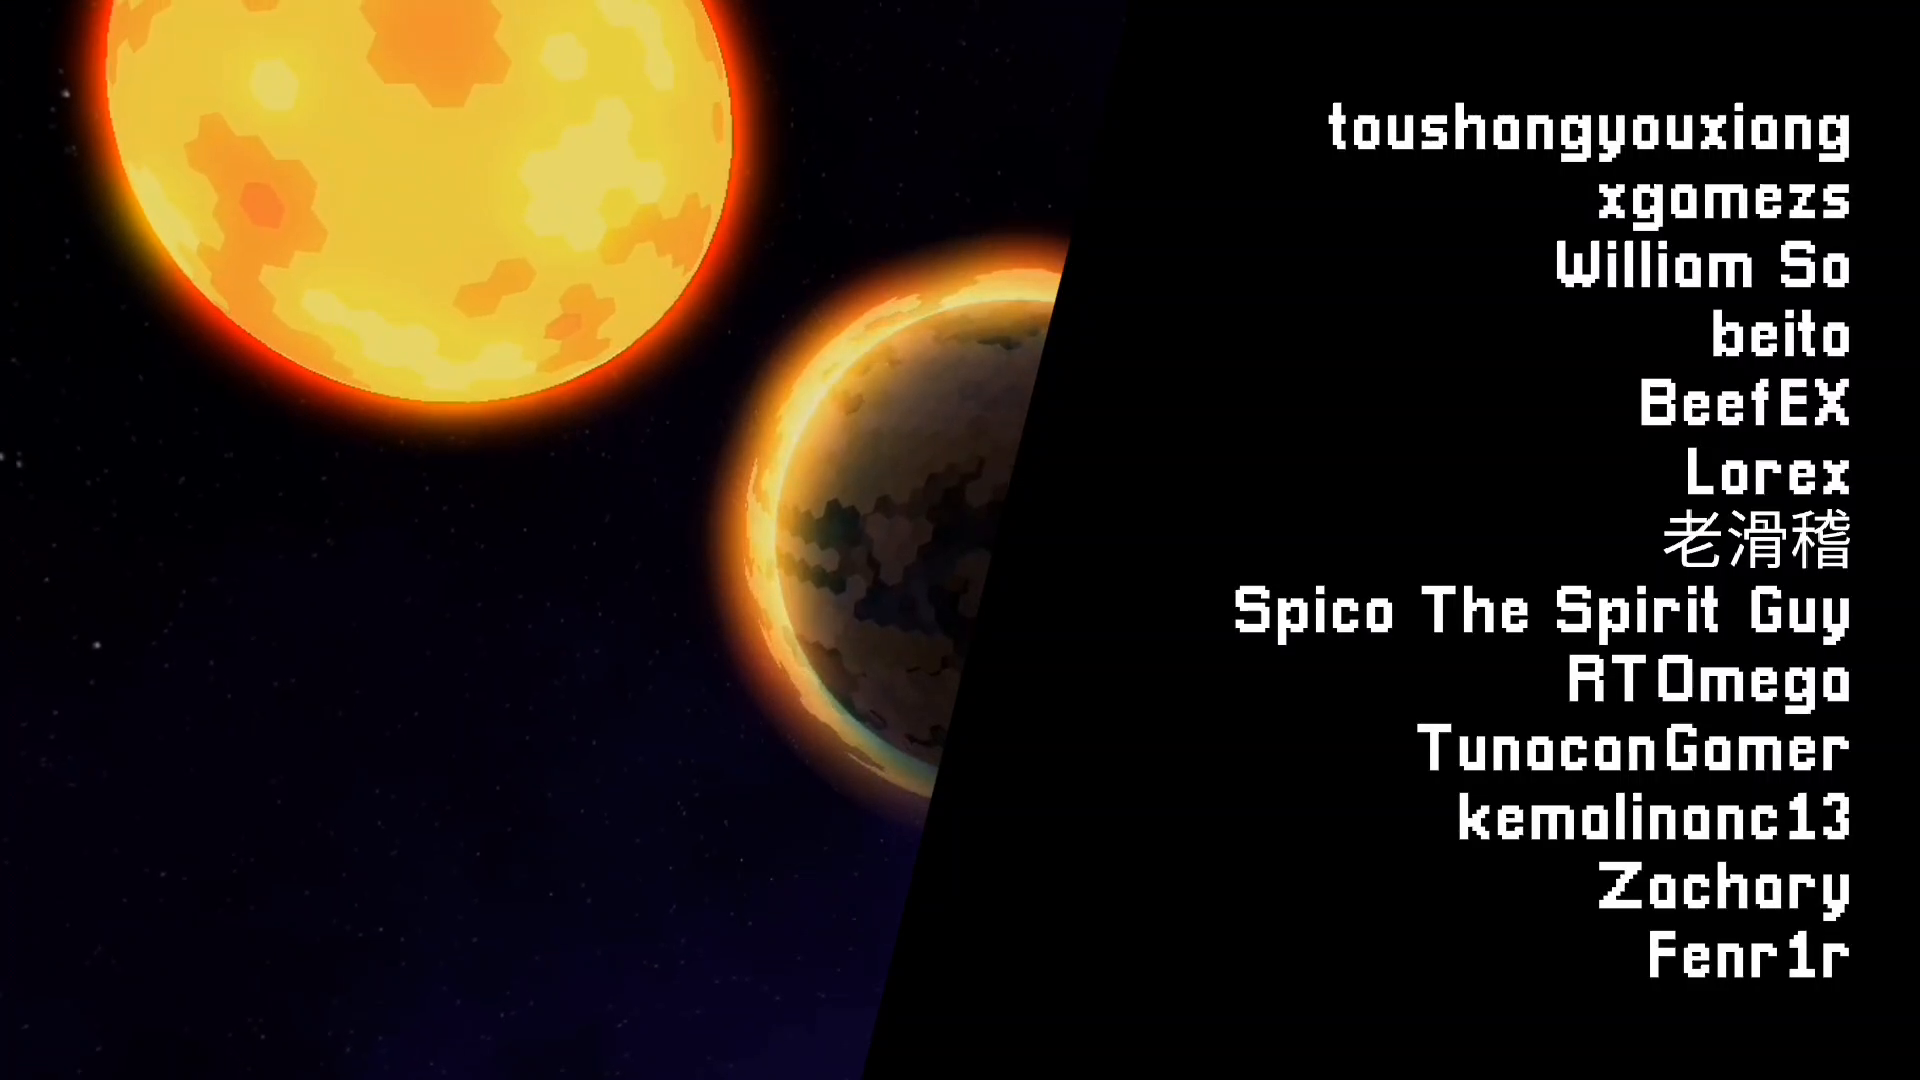 toushangyouxiang
xgamezs
William So
beito
BeefEX
Lorex
老滑稽
Spico The Spirit Guy
RTOmega
TunacanGamer
kemalinanc13
Zachary
Fenr1r